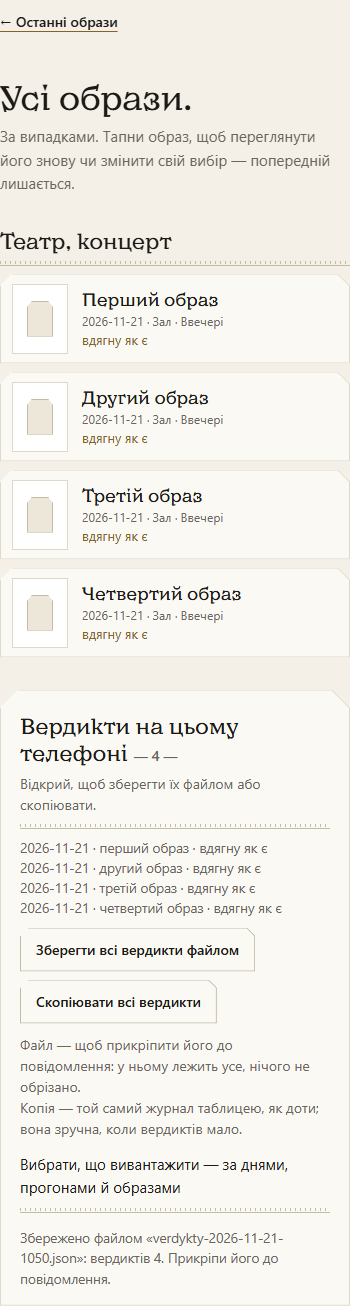 ← Останні образи
Усі образи.
За випадками. Тапни образ, щоб переглянути
його знову чи змінити свій вибір — попередній
лишається.
Театр, концерт
Перший образ
2026-11-21 · Зал · Ввечері
вдягну як є
Другий образ
2026-11-21 · Зал · Ввечері
вдягну як є
Третій образ
2026-11-21 · Зал · Ввечері
вдягну як є
Четвертий образ
2026-11-21 · Зал · Ввечері
вдягну як є
Вердикти на цьому
телефоні — 4 —
Відкрий, щоб зберегти їх файлом або
скопіювати.
2026-11-21 · перший образ · вдягну як є
2026-11-21 · другий образ · вдягну як є
2026-11-21 · третій образ · вдягну як є
2026-11-21 · четвертий образ · вдягну як є
Зберегти всі вердикти файлом
Скопіювати всі вердикти
Файл — щоб прикріпити його до
повідомлення: у ньому лежить усе, нічого не
обрізано.
Копія — той самий журнал таблицею, як доти;
вона зручна, коли вердиктів мало.
Вибрати, що вивантажити — за днями,
прогонами й образами
Збережено файлом «verdykty-2026-11-21-
1050.json»: вердиктів 4. Прикріпи його до
повідомлення.